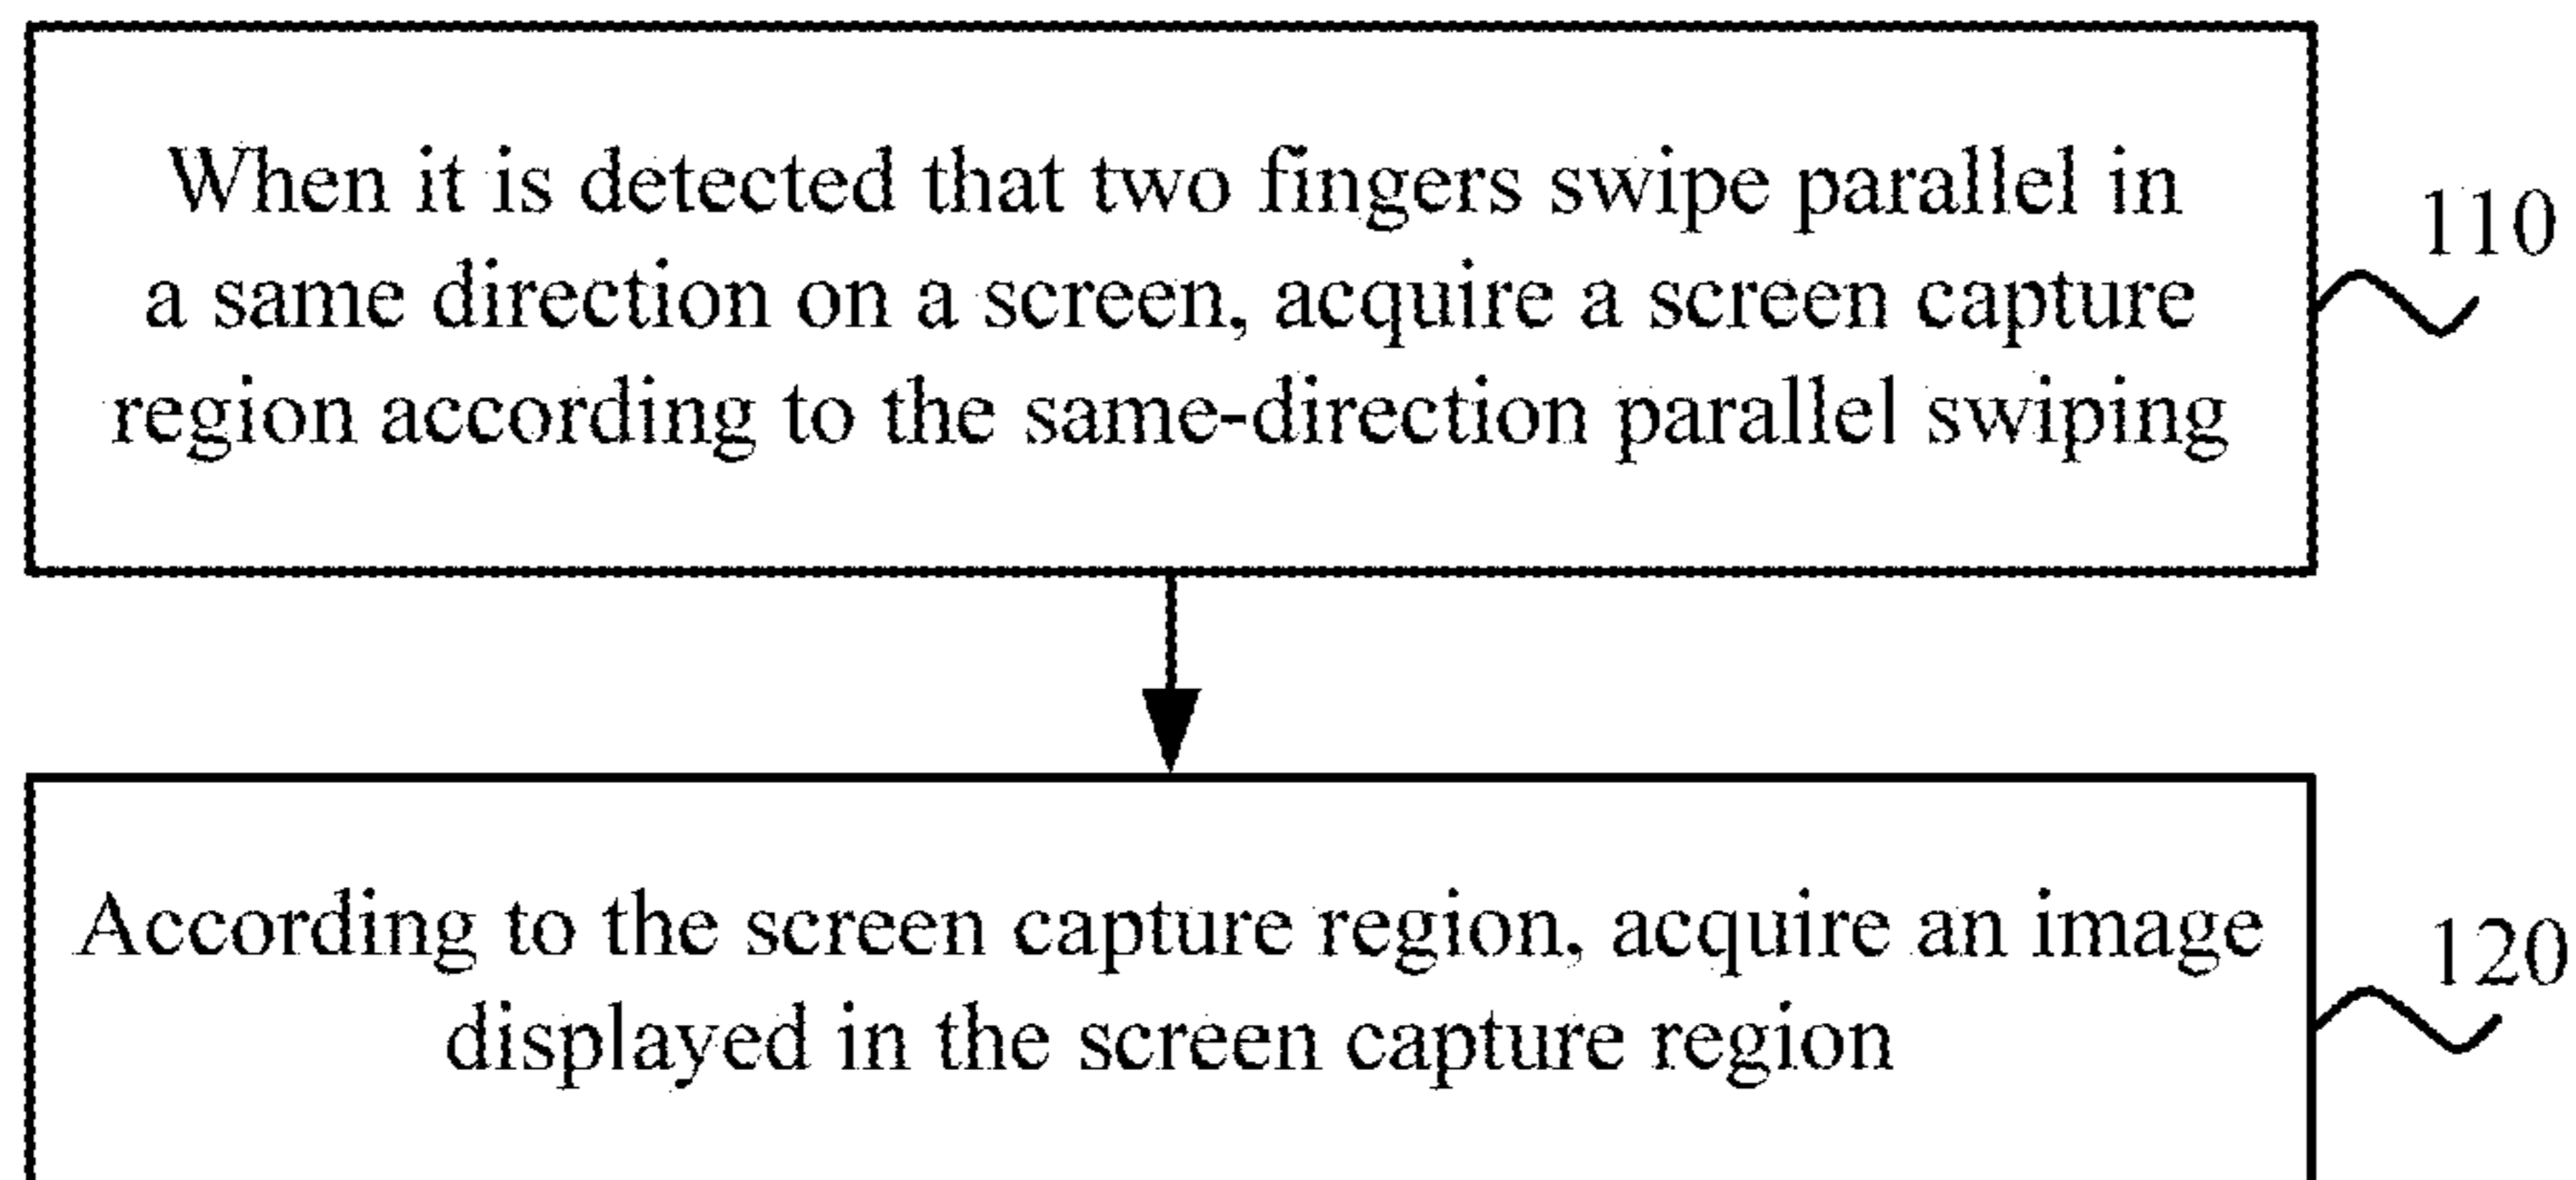 When it is detected that two fingers swipe parallel in
a same direction on a screen, acquire a screen capture
region according to the same-direction parallel swiping
110
According to the screen capture region, acquire an image
displayed in the screen capture region
120